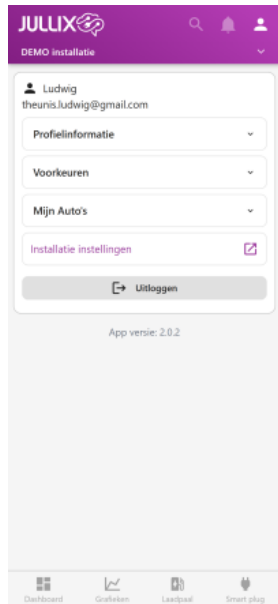 JULLIX
DEMO installatie
Ludwig
theunis.ludwig@gmail.com
Profielinformatie
Voorkeuren
Mijn Auto's
Installatie instellingen
Uitloggen
App versie: 2.0.2
Dashboard Grafieken Laadpaal Smart plug